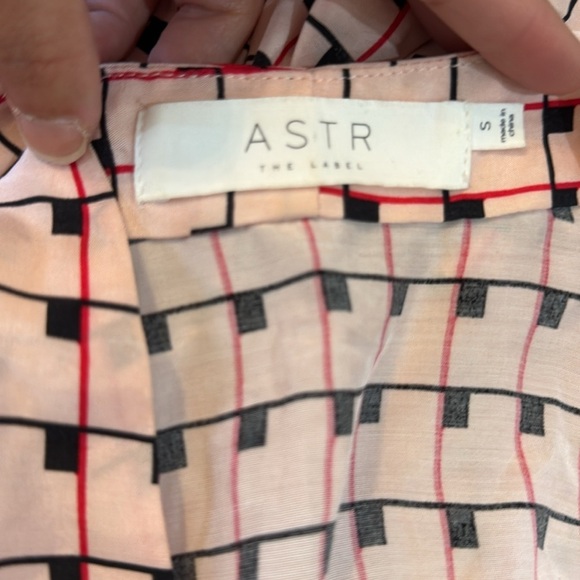 ASTR
THE LABEL
S
made in
china